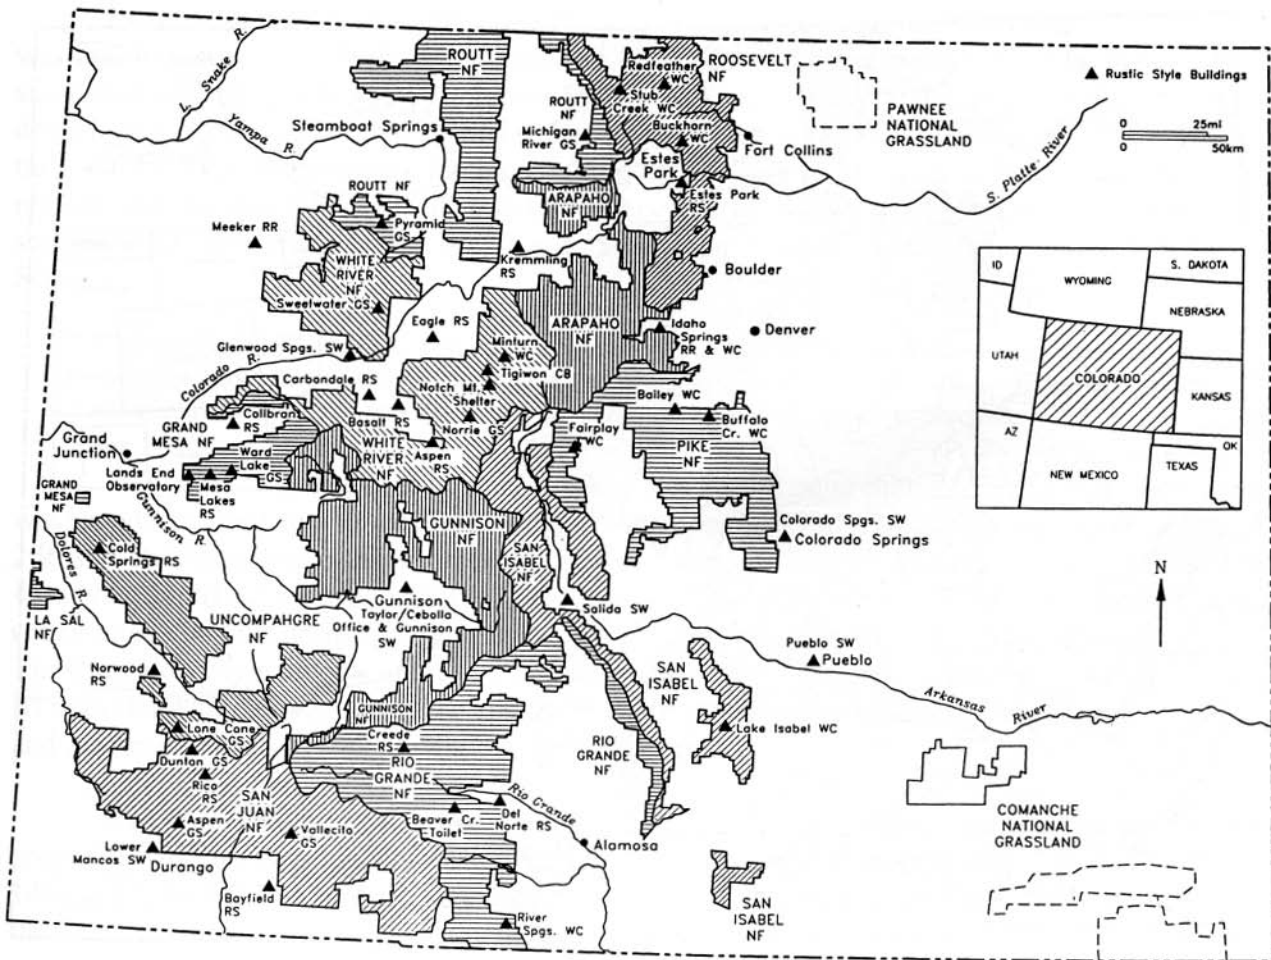 ROUTT
NF
L. Snake R.
Yampa R.
Steamboat Springs
ROUTT
NF
Michigan
River GS
Redfeather
WC
Stub
Creek WC
Buckhorn
WC
ROOSEVELT
NF
PAWNEE
NATIONAL
GRASSLAND
Rustic Style Buildings
0 25mi
0 50km
Fort Collins
S. Platte River
Estes
Park
Estes Park
RS
ARAPAHO
NF
ROUTT NF
Pyramid
GS
Meeker RR
WHITE
RIVER
NF
Sweetwater GS
Kremmling
RS
Boulder
Eagle RS
ARAPAHO
NF
Idaho
Springs
RR & WC
Denver
Minturn
WC
Tigiwon CB
Notch Mt.
Shelter
Norrie GS
Glenwood Spgs. SW
Colorado R.
Carbondale RS
Basalt RS
Bailey WC
Buffalo
Cr. WC
Collbran
RS
GRAND
MESA NF
Grand
Junction
Ward
Lake
GS
WHITE
RIVER
NF
Aspen
RS
Fairplay
WC
PIKE
NF
Lands End
Observatory
Mesa
Lakes
RS
GRAND
MESA
NF
Gunnison R.
GUNNISON
NF
SAN
ISABEL
NF
Colorado Spgs. SW
Colorado Springs
Dolores R.
Cold
Springs RS
LA SAL
NF
UNCOMPAHGRE
NF
Gunnison
Taylor/Cebolla
Office & Gunnison
SW
Salida SW
Pueblo SW
Pueblo
Norwood
RS
SAN
ISABEL
NF
Arkansas River
GUNNISON
NF
Lone Cone
GS
Dunton GS
Creede
RS
RIO
GRANDE
NF
RIO
GRANDE
NF
Lake Isabel WC
Rico
RS
SAN
JUAN
NF
Aspen
GS
Vallecito
GS
Beaver Cr.
Toilet
Rio Grande
Del
Norte RS
Alamosa
Lower
Mancos SW
Durango
Bayfield
RS
River
Spgs. WC
SAN
ISABEL
NF
COMANCHE
NATIONAL
GRASSLAND
N
ID
WYOMING
S. DAKOTA
NEBRASKA
UTAH
COLORADO
KANSAS
AZ
NEW MEXICO
TEXAS
OK